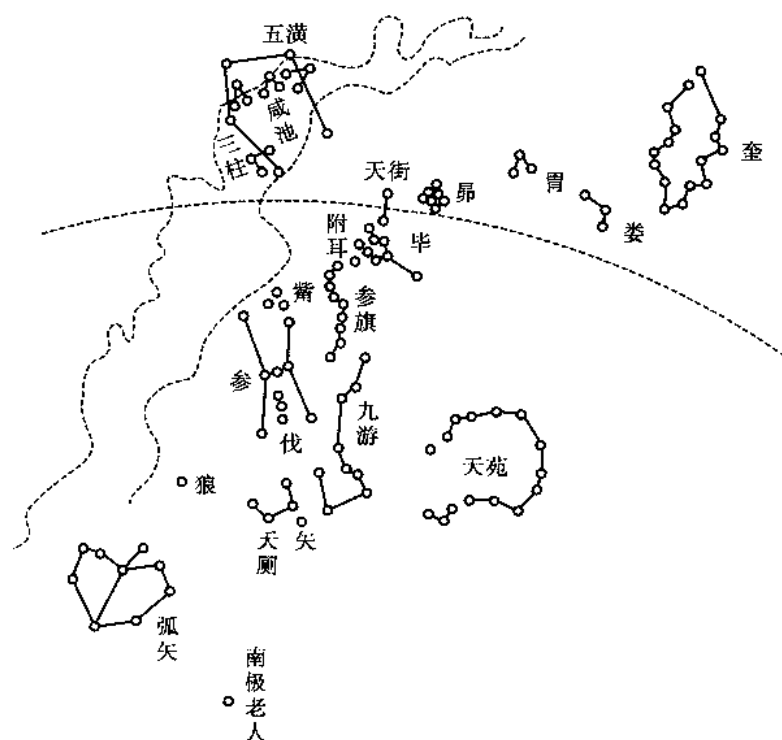 五潢
咸池
三柱
天街
昴
胃
奎
娄
附耳
毕
觜
参旗
参
伐
九游
天苑
狼
天厕
矢
弧矢
南极老人